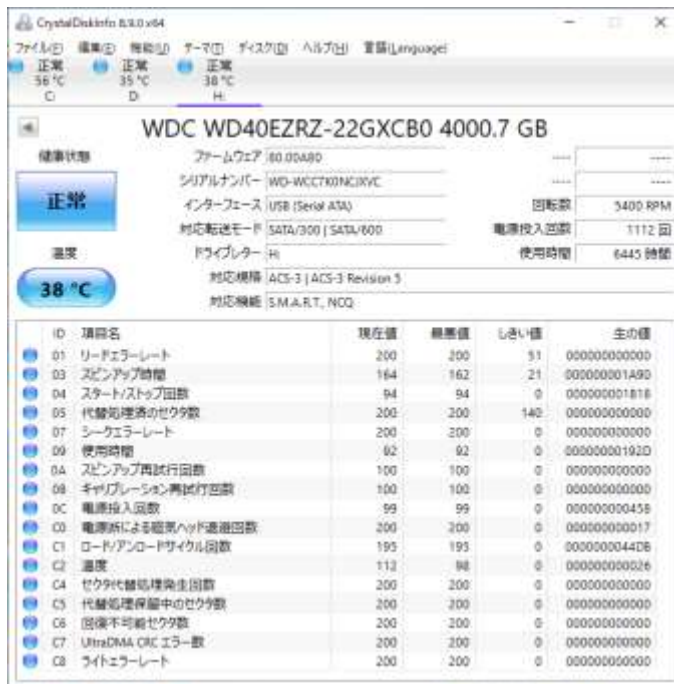 CrystalDiskInfo 8.9.0 x64
ファイル(F) 編集(E) 機能(U) テーマ(T) ディスク(D) ヘルプ(H) 言語(Language)
正常 正常 正常
56 °C 35 °C 38 °C
C: D: H:
WDC WD40EZRZ-22GXCB0 4000.7 GB
健康状態 ファームウェア 80.00A80 ---- ----
シリアルナンバー WD-WCC7K0NCJXVC ---- ----
正常 インターフェース USB (Serial ATA) 回転数 5400 RPM
対応転送モード SATA/300 | SATA/600 電源投入回数 1112 回
温度 ドライブレター H: 使用時間 6445 時間
38 °C 対応規格 ACS-3 | ACS-3 Revision 5
対応機能 S.M.A.R.T., NCQ
ID 項目名 現在値 最悪値 しきい値 生の値
01 リードエラーレート 200 200 51 000000000000
03 スピンアップ時間 164 162 21 000000001A90
04 スタート/ストップ回数 94 94 0 000000001818
05 代替処理済のセクタ数 200 200 140 000000000000
07 シークエラーレート 200 200 0 000000000000
09 使用時間 92 92 0 00000000192D
0A スピンアップ再試行回数 100 100 0 000000000000
0B キャリブレーション再試行回数 100 100 0 000000000000
0C 電源投入回数 99 99 0 000000000458
C0 電源断による磁気ヘッド退避回数 200 200 0 000000000017
C1 ロード/アンロードサイクル回数 195 195 0 0000000044DB
C2 温度 112 98 0 000000000026
C4 セクタ代替処理発生回数 200 200 0 000000000000
C5 代替処理保留中のセクタ数 200 200 0 000000000000
C6 回復不可能セクタ数 200 200 0 000000000000
C7 UltraDMA CRC エラー数 200 200 0 000000000000
C8 ライトエラーレート 200 200 0 000000000000